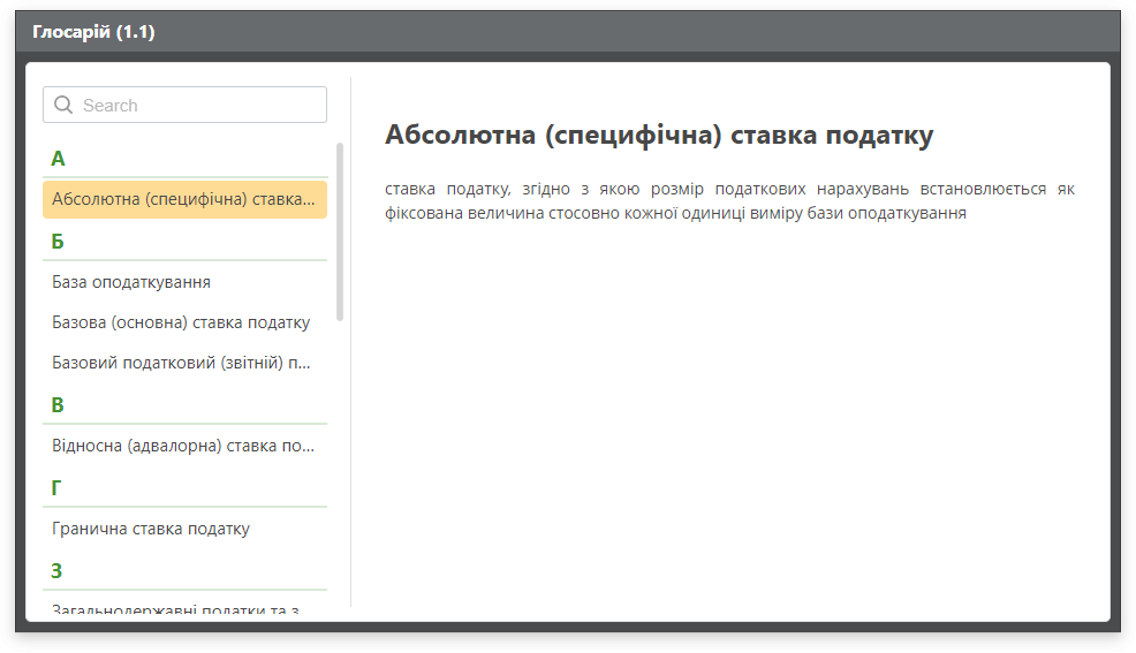 Глосарій (1.1)
Search
А
Абсолютна (специфічна) ставка...
Б
База оподаткування
Базова (основна) ставка податку
Базовий податковий (звітній) п...
В
Відносна (адвалорна) ставка по...
Г
Гранична ставка податку
З
Загальнодержавні податки та з
Абсолютна (специфічна) ставка податку
ставка податку, згідно з якою розмір податкових нарахувань встановлюється як
фіксована величина стосовно кожної одиниці виміру бази оподаткування